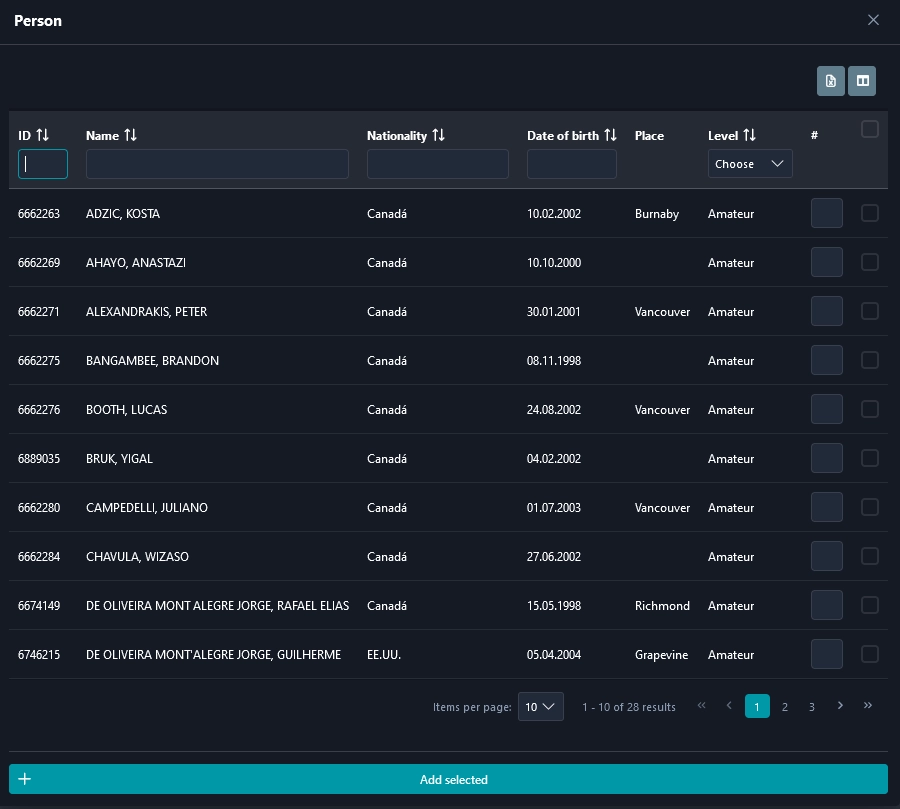 Person
ID Name Nationality Date of birth Place Level #
Choose
6662263 ADZIC, KOSTA Canadá 10.02.2002 Burnaby Amateur
6662269 AHAYO, ANASTAZI Canadá 10.10.2000 Amateur
6662271 ALEXANDRAKIS, PETER Canadá 30.01.2001 Vancouver Amateur
6662275 BANGAMBEE, BRANDON Canadá 08.11.1998 Amateur
6662276 BOOTH, LUCAS Canadá 24.08.2002 Vancouver Amateur
6889035 BRUK, YIGAL Canadá 04.02.2002 Amateur
6662280 CAMPEDELLI, JULIANO Canadá 01.07.2003 Vancouver Amateur
6662284 CHAVULA, WIZASO Canadá 27.06.2002 Amateur
6674149 DE OLIVEIRA MONT ALEGRE JORGE, RAFAEL ELIAS Canadá 15.05.1998 Richmond Amateur
6746215 DE OLIVEIRA MONT'ALEGRE JORGE, GUILHERME EE.UU. 05.04.2004 Grapevine Amateur
Items per page: 10 1 - 10 of 28 results « ‹ 1 2 3 › »
+ Add selected